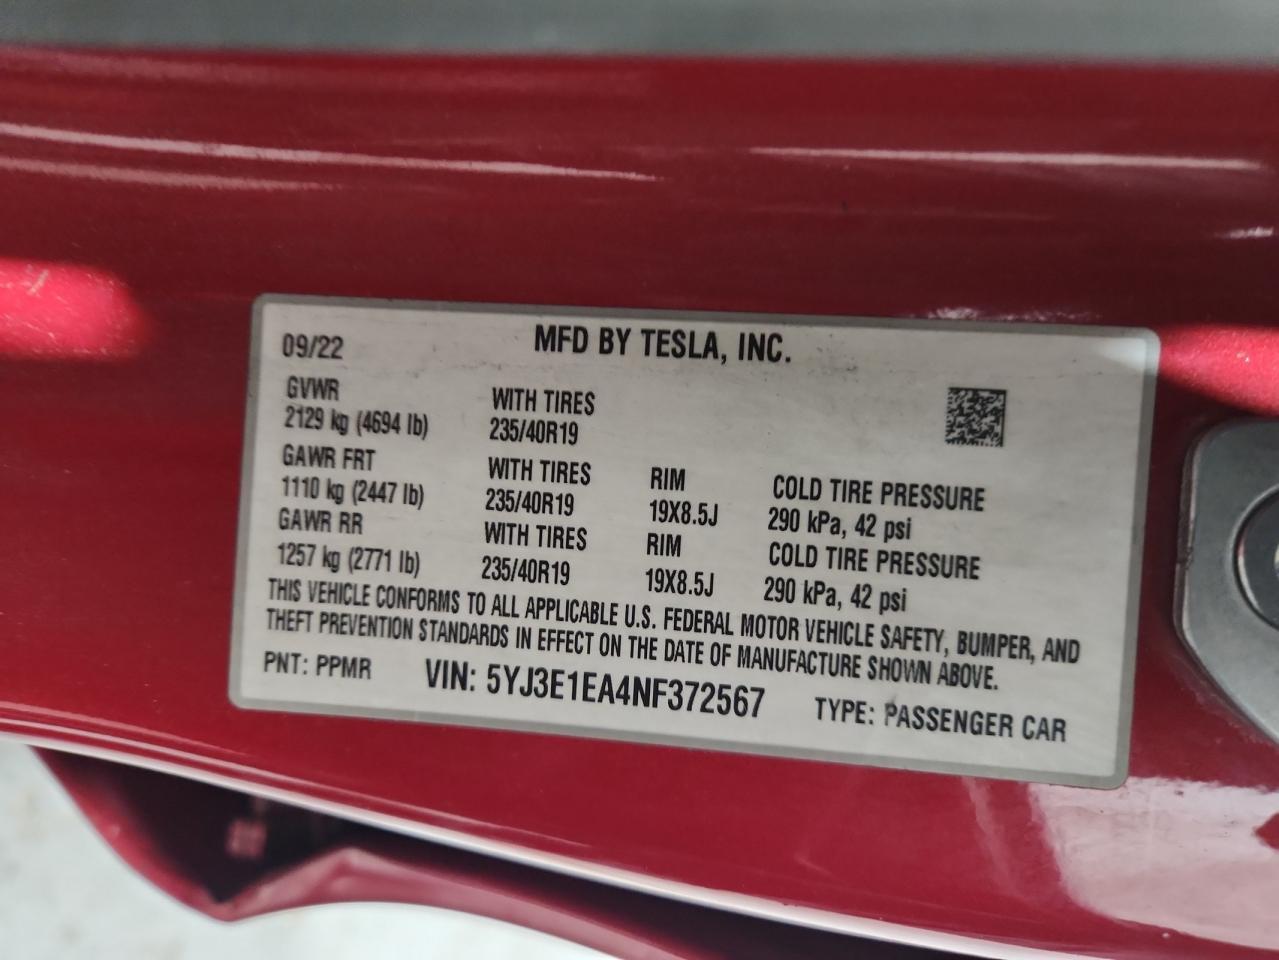 MFD BY TESLA, INC.
09/22
GVWR
2129 kg (4694 lb)
WITH TIRES
235/40R19
GAWR FRT
1110 kg (2447 lb)
WITH TIRES
235/40R19
RIM
19X8.5J
COLD TIRE PRESSURE
290 kPa, 42 psi
GAWR RR
1257 kg (2771 lb)
WITH TIRES
235/40R19
RIM
19X8.5J
COLD TIRE PRESSURE
290 kPa, 42 psi
THIS VEHICLE CONFORMS TO ALL APPLICABLE U.S. FEDERAL MOTOR VEHICLE SAFETY, BUMPER, AND
THEFT PREVENTION STANDARDS IN EFFECT ON THE DATE OF MANUFACTURE SHOWN ABOVE.
PNT: PPMR
VIN: 5YJ3E1EA4NF372567
TYPE: PASSENGER CAR